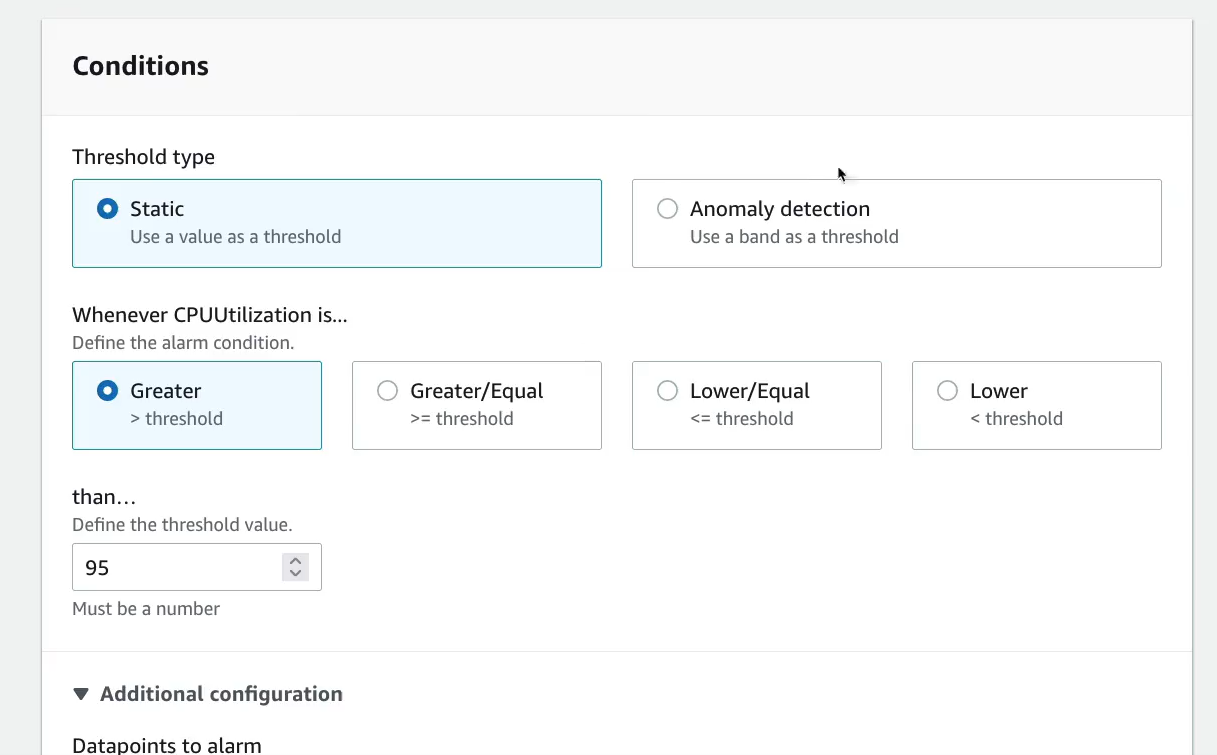 Conditions
Threshold type
Static
Use a value as a threshold
Anomaly detection
Use a band as a threshold
Whenever CPUUtilization is...
Define the alarm condition.
Greater
> threshold
Greater/Equal
>= threshold
Lower/Equal
<= threshold
Lower
< threshold
than…
Define the threshold value.
95
Must be a number
Additional configuration
Datapoints to alarm